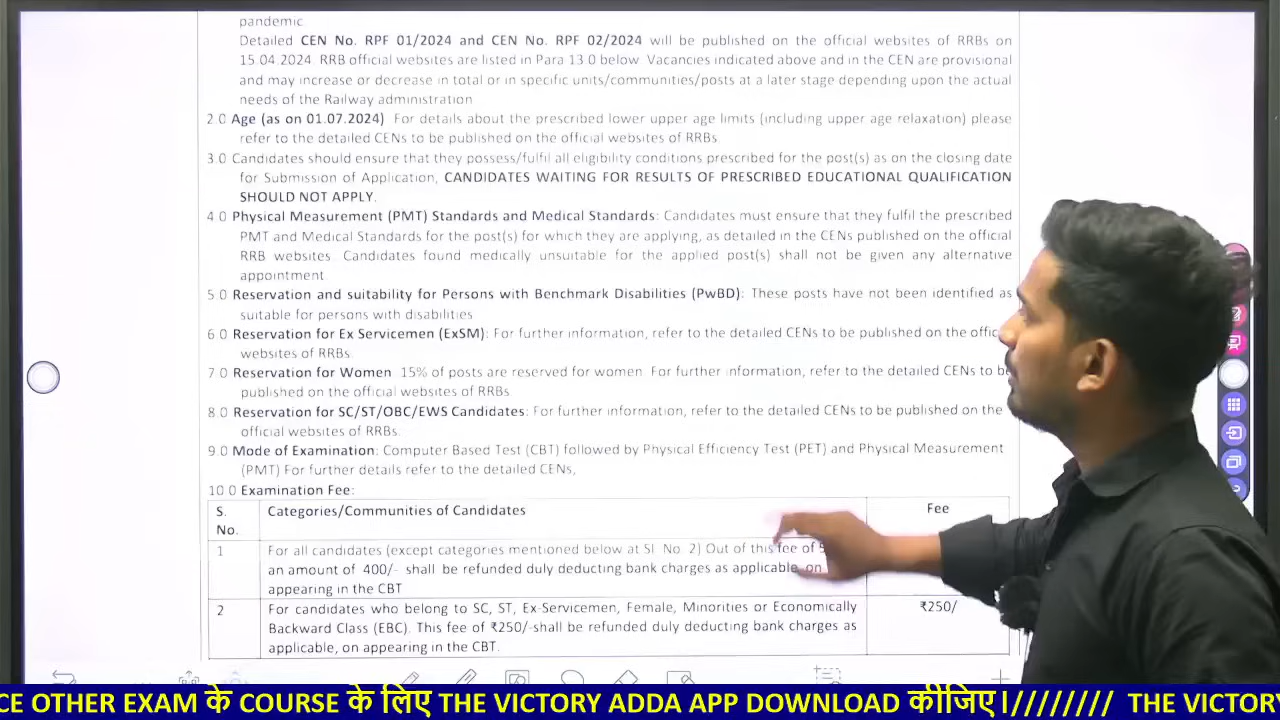 pandemic
Detailed CEN No. RPF 01/2024 and CEN No. RPF 02/2024 will be published on the official websites of RRBs on
15.04.2024 RRB official websites are listed in Para 13.0 below. Vacancies indicated above and in the CEN are provisional
and may increase or decrease in total or in specific units/communities/posts at a later stage depending upon the actual
needs of the Railway administration
2.0 Age (as on 01.07.2024) For details about the prescribed lower upper age limits (including upper age relaxation) please
refer to the detailed CENs to be published on the official websites of RRBs
3.0 Candidates should ensure that they possess/fulfil all eligibility conditions prescribed for the post(s) as on the closing date
for Submission of Application, CANDIDATES WAITING FOR RESULTS OF PRESCRIBED EDUCATIONAL QUALIFICATION
SHOULD NOT APPLY.
4.0 Physical Measurement (PMT) Standards and Medical Standards: Candidates must ensure that they fulfil the prescribed
PMT and Medical Standards for the post(s) for which they are applying, as detailed in the CENs published on the official
RRB websites. Candidates found medically unsuitable for the applied post(s) shall not be given any alternative
appointment
5.0 Reservation and suitability for Persons with Benchmark Disabilities (PwBD): These posts have not been identified as
suitable for persons with disabilities
6.0 Reservation for Ex Servicemen (ExSM): For further information, refer to the detailed CENs to be published on the
websites of RRBs.
7.0 Reservation for Women 15% of posts are reserved for women. For further information, refer to the detailed CENs to be
published on the official websites of RRBs
8.0 Reservation for SC/ST/OBC/EWS Candidates: For further information, refer to the detailed CENs to be published on the
official websites of RRBs.
9.0 Mode of Examination: Computer Based Test (CBT) followed by Physical Efficiency Test (PET) and Physical Measurement
(PMT) For further details refer to the detailed CENs,
10 0 Examination Fee:
S. No. Categories/Communities of Candidates Fee
1 For all candidates (except categories mentioned below at Sl No. 2) Out of this fee of
an amount of 400/- shall be refunded duly deducting bank charges as applicable, on
appearing in the CBT
2 For candidates who belong to SC, ST, Ex-Servicemen, Female, Minorities or Economically ₹250/
Backward Class (EBC). This fee of ₹250/-shall be refunded duly deducting bank charges as
applicable, on appearing in the CBT.
CE OTHER EXAM के COURSE के लिए THE VICTORY ADDA APP DOWNLOAD कीजिए।//////// THE VICTOR